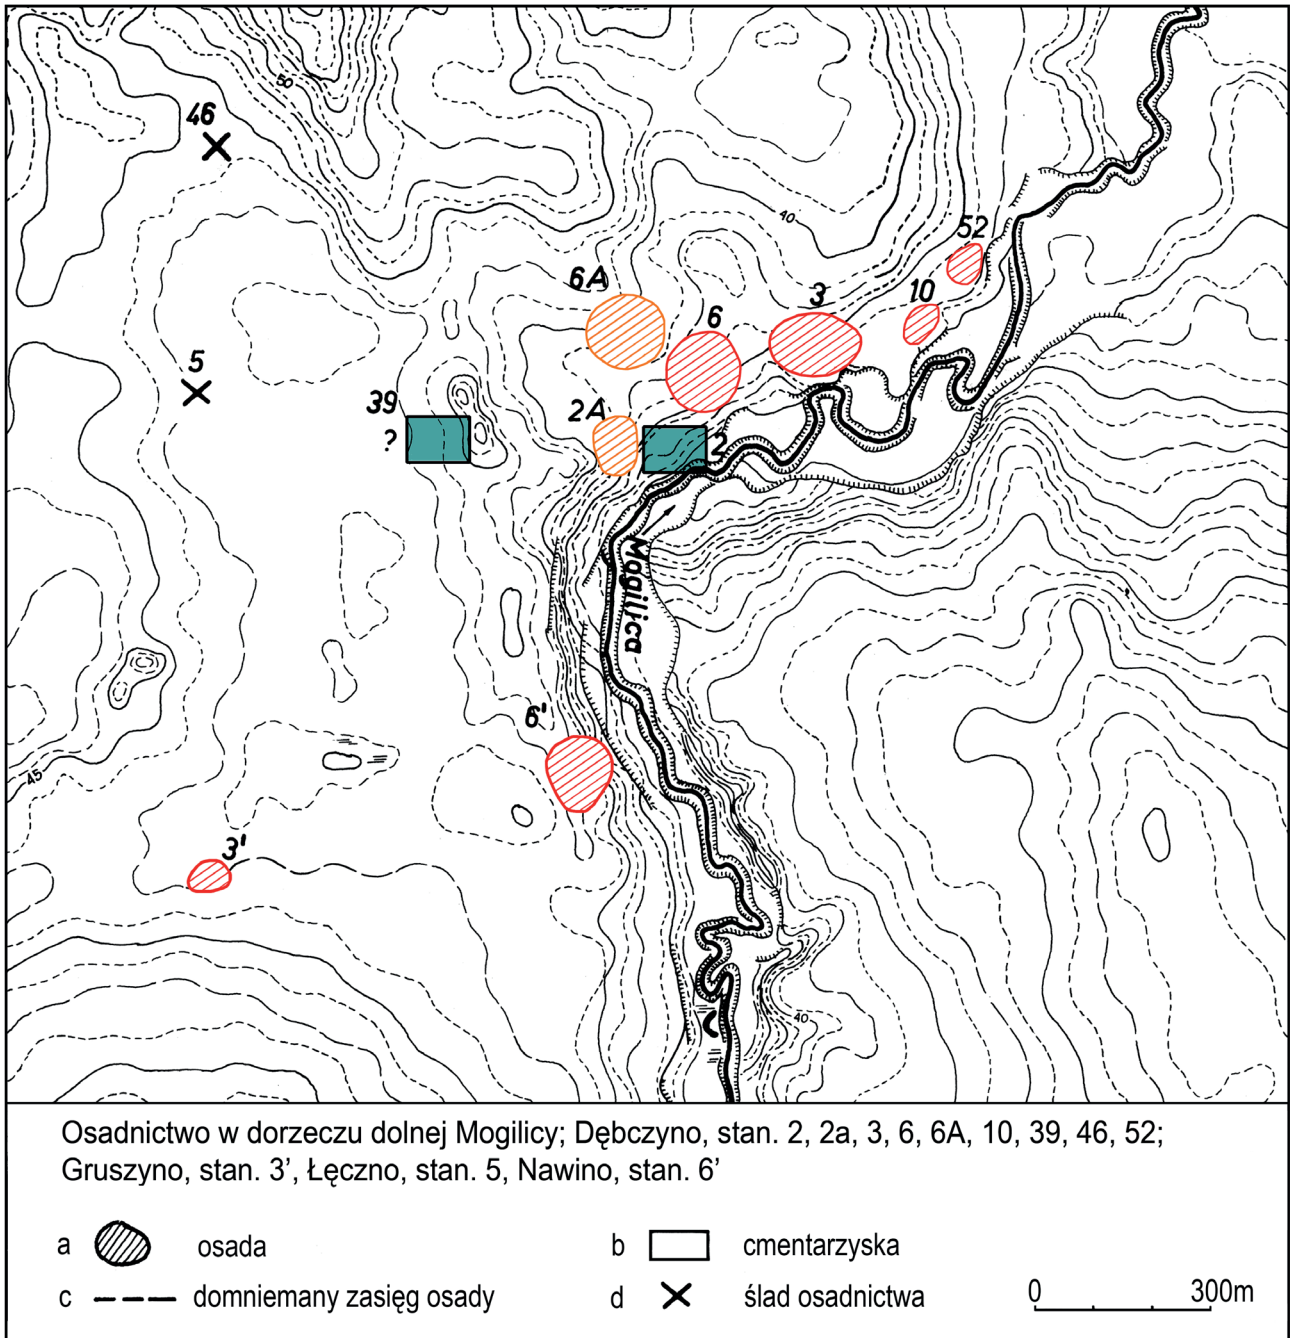 50
46
40
52
6A
3
10
6
5
39
2A
?
2
Mogilica
6'
45
3'
40
Osadnictwo w dorzeczu dolnej Mogilicy; Dębczyno, stan. 2, 2a, 3, 6, 6A, 10, 39, 46, 52;
Gruszyno, stan. 3’, Łęczno, stan. 5, Nawino, stan. 6’
a osada b cmentarzyska
c domniemany zasięg osady d ślad osadnictwa
0 300m